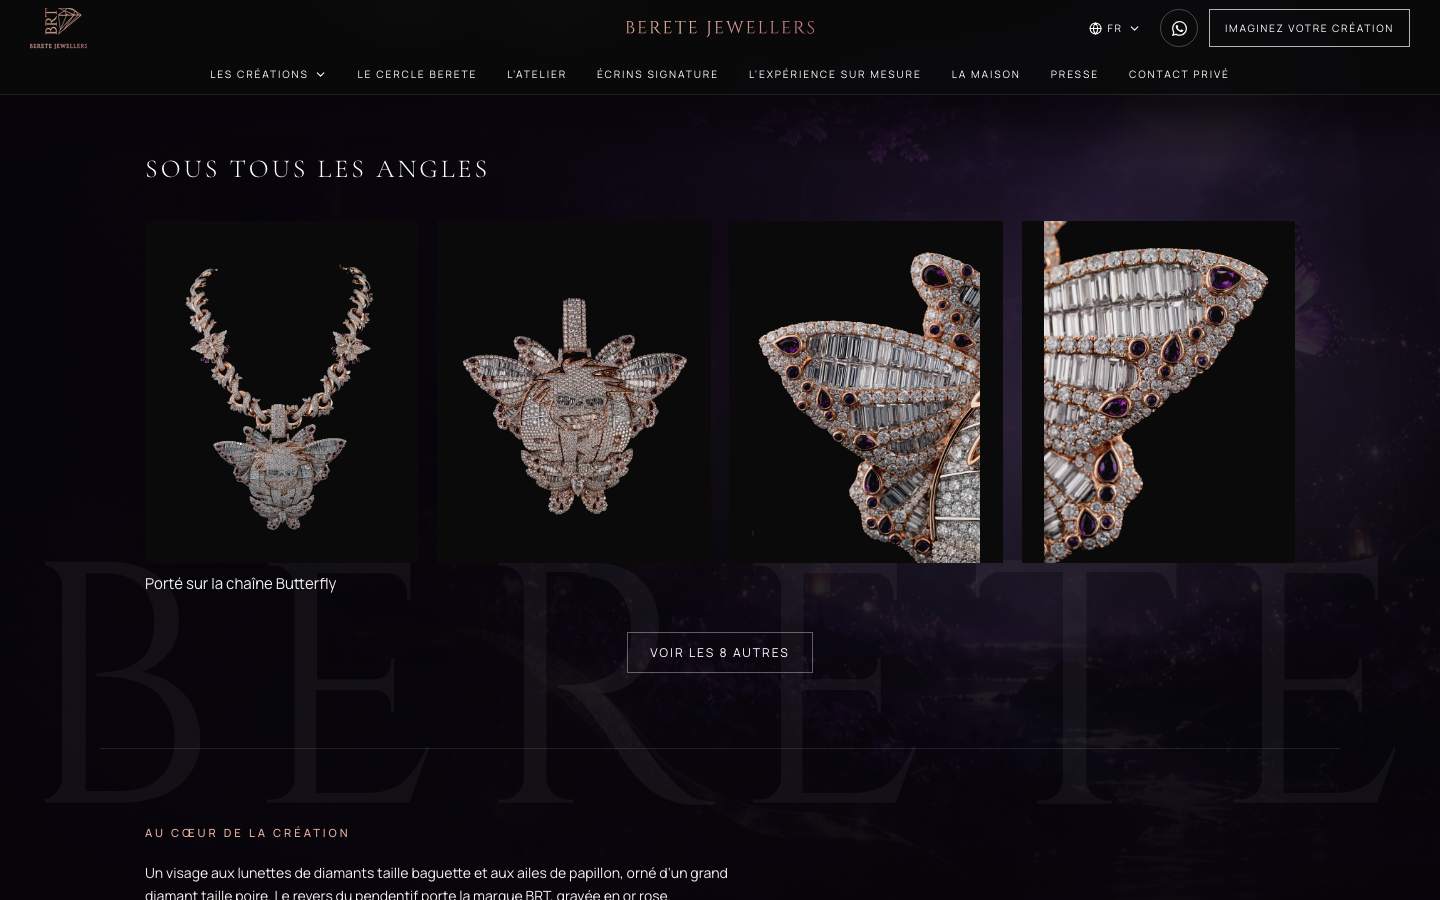 BRT
BERETE JEWELLERS
BERETE JEWELLERS
FR
IMAGINEZ VOTRE CRÉATION
LES CRÉATIONS
LE CERCLE BERETE
L'ATELIER
ÉCRINS SIGNATURE
L'EXPÉRIENCE SUR MESURE
LA MAISON
PRESSE
CONTACT PRIVÉ
SOUS TOUS LES ANGLES
Porté sur la chaîne Butterfly
VOIR LES 8 AUTRES
BERETE
AU CŒUR DE LA CRÉATION
Un visage aux lunettes de diamants taille baguette et aux ailes de papillon, orné d'un grand
diamant taille poire. Le revers du pendentif porte la marque BRT, gravée en or rose.